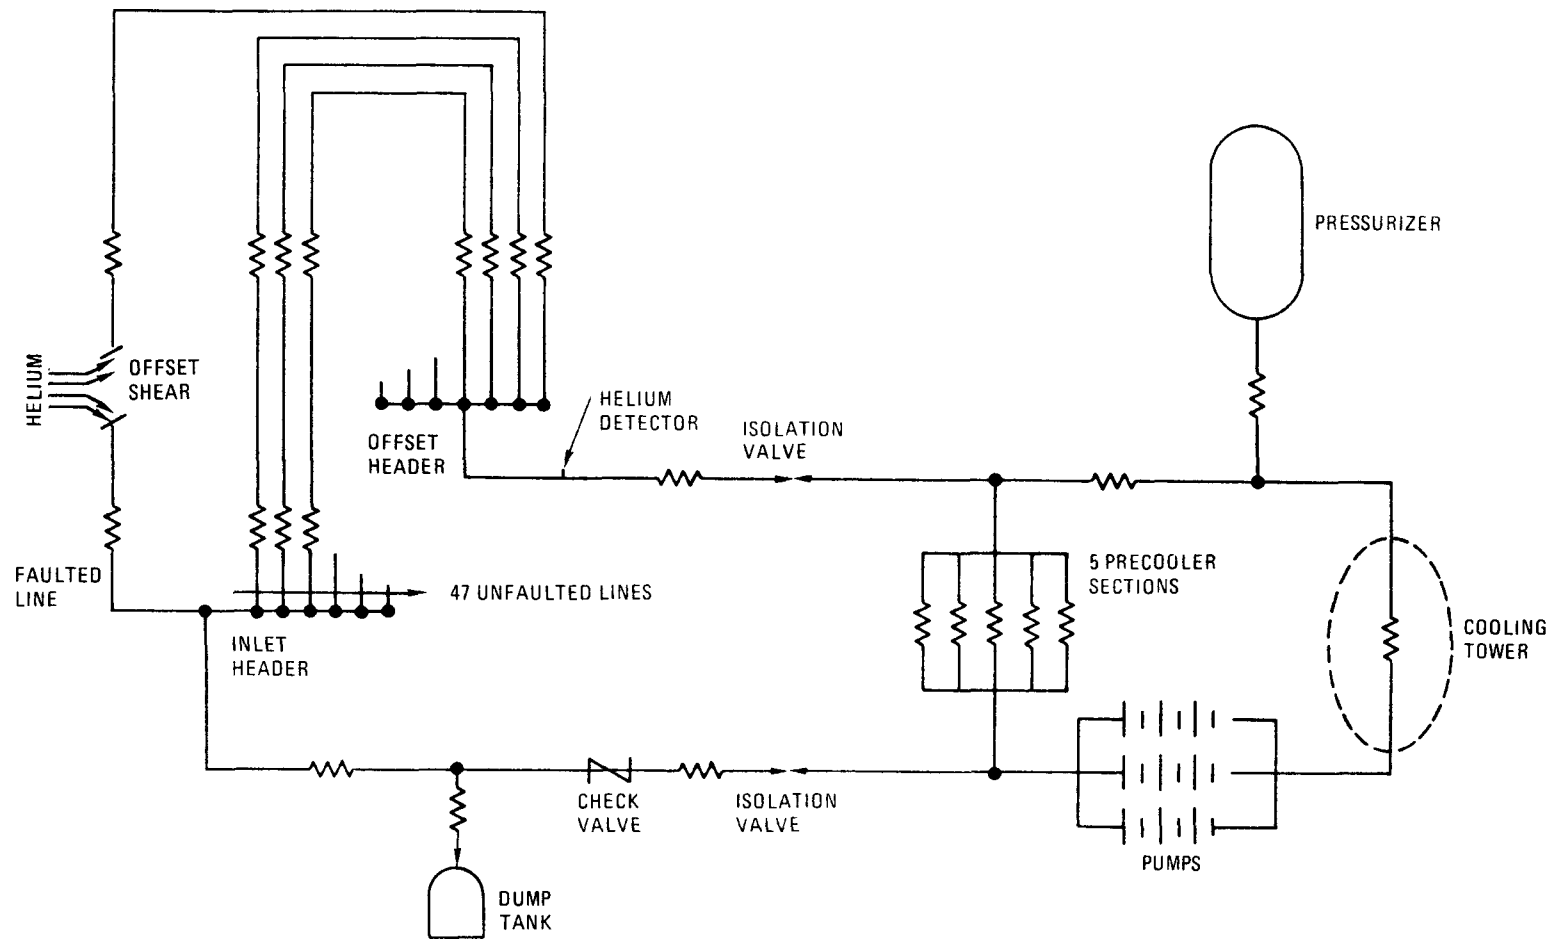 PRESSURIZER
HELIUM
OFFSET
SHEAR
HELIUM
DETECTOR
ISOLATION
VALVE
OFFSET
HEADER
5 PRECOOLER
SECTIONS
FAULTED
LINE
47 UNFAULTED LINES
INLET
HEADER
COOLING
TOWER
CHECK
VALVE
ISOLATION
VALVE
PUMPS
DUMP
TANK